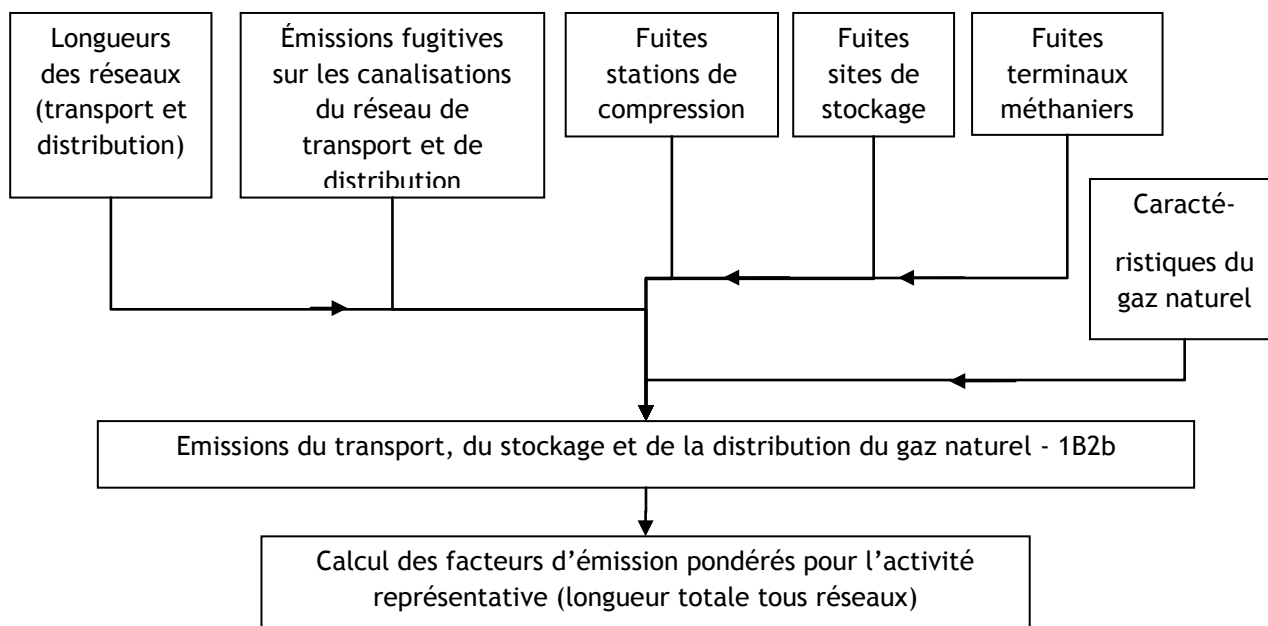 Longueurs
des réseaux
(transport et
distribution)
Émissions fugitives
sur les canalisations
du réseau de
transport et de
distribution
Fuites
stations de
compression
Fuites
sites de
stockage
Fuites
terminaux
méthaniers
Caracté-
ristiques du
gaz naturel
Emissions du transport, du stockage et de la distribution du gaz naturel - 1B2b
Calcul des facteurs d’émission pondérés pour l’activité
représentative (longueur totale tous réseaux)